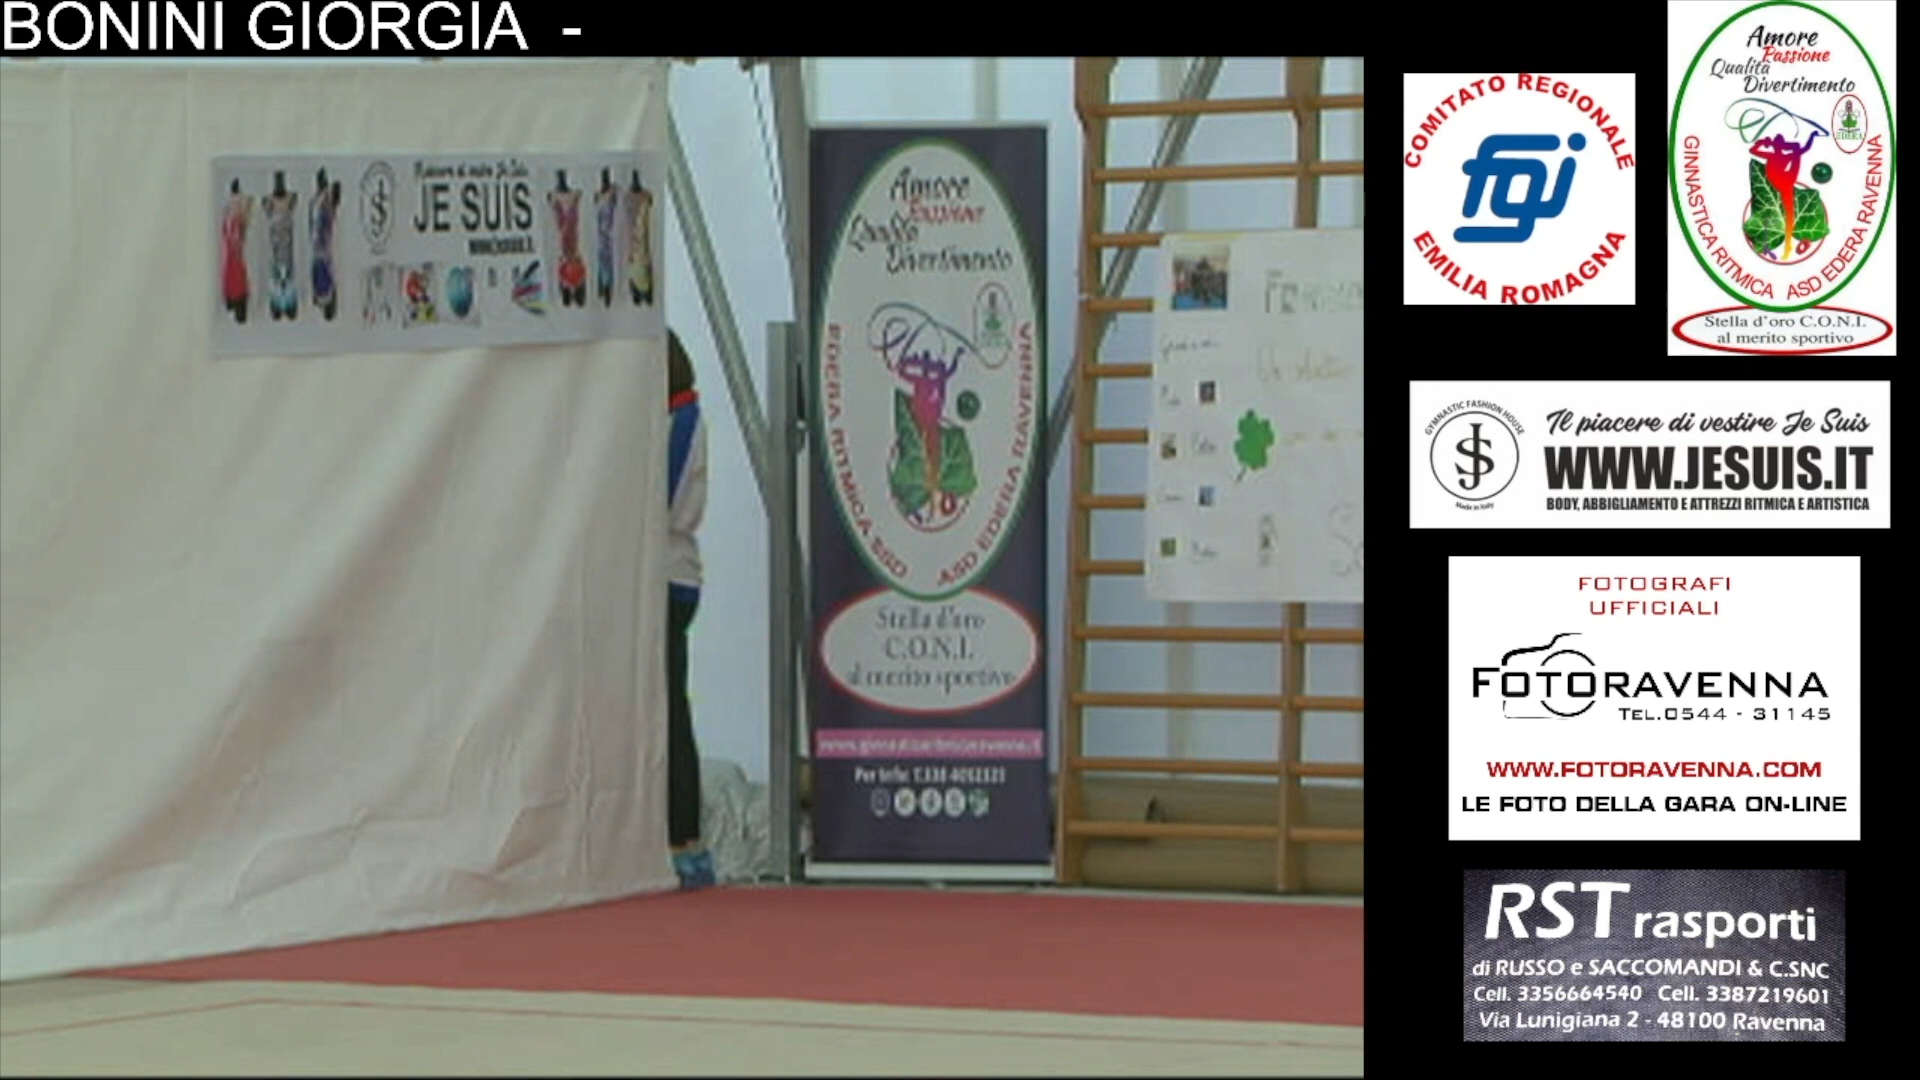 BONINI GIORGIA -
JE SUIS
Amore
Passione
Qualità
Divertimento
EDERA RAVENNA
Stella d'oro
C.O.N.I.
al merito sportivo
COMITATO REGIONALE
fgi
EMILIA ROMAGNA
Amore
Passione
Qualità
Divertimento
EDERA
GINNASTICA RITMICA ASD EDERA RAVENNA
Stella d'oro C.O.N.I.
al merito sportivo
GYMNASTIC FASHION HOUSE
JS
Made in Italy
Il piacere di vestire Je Suis
WWW.JESUIS.IT
BODY, ABBIGLIAMENTO E ATTREZZI RITMICA E ARTISTICA
FOTOGRAFI
UFFICIALI
FOTORAVENNA
TEL.0544 - 31145
WWW.FOTORAVENNA.COM
LE FOTO DELLA GARA ON-LINE
RSTrasporti
di RUSSO e SACCOMANDI & C.SNC
Cell. 3356664540 Cell. 3387219601
Via Lunigiana 2 - 48100 Ravenna